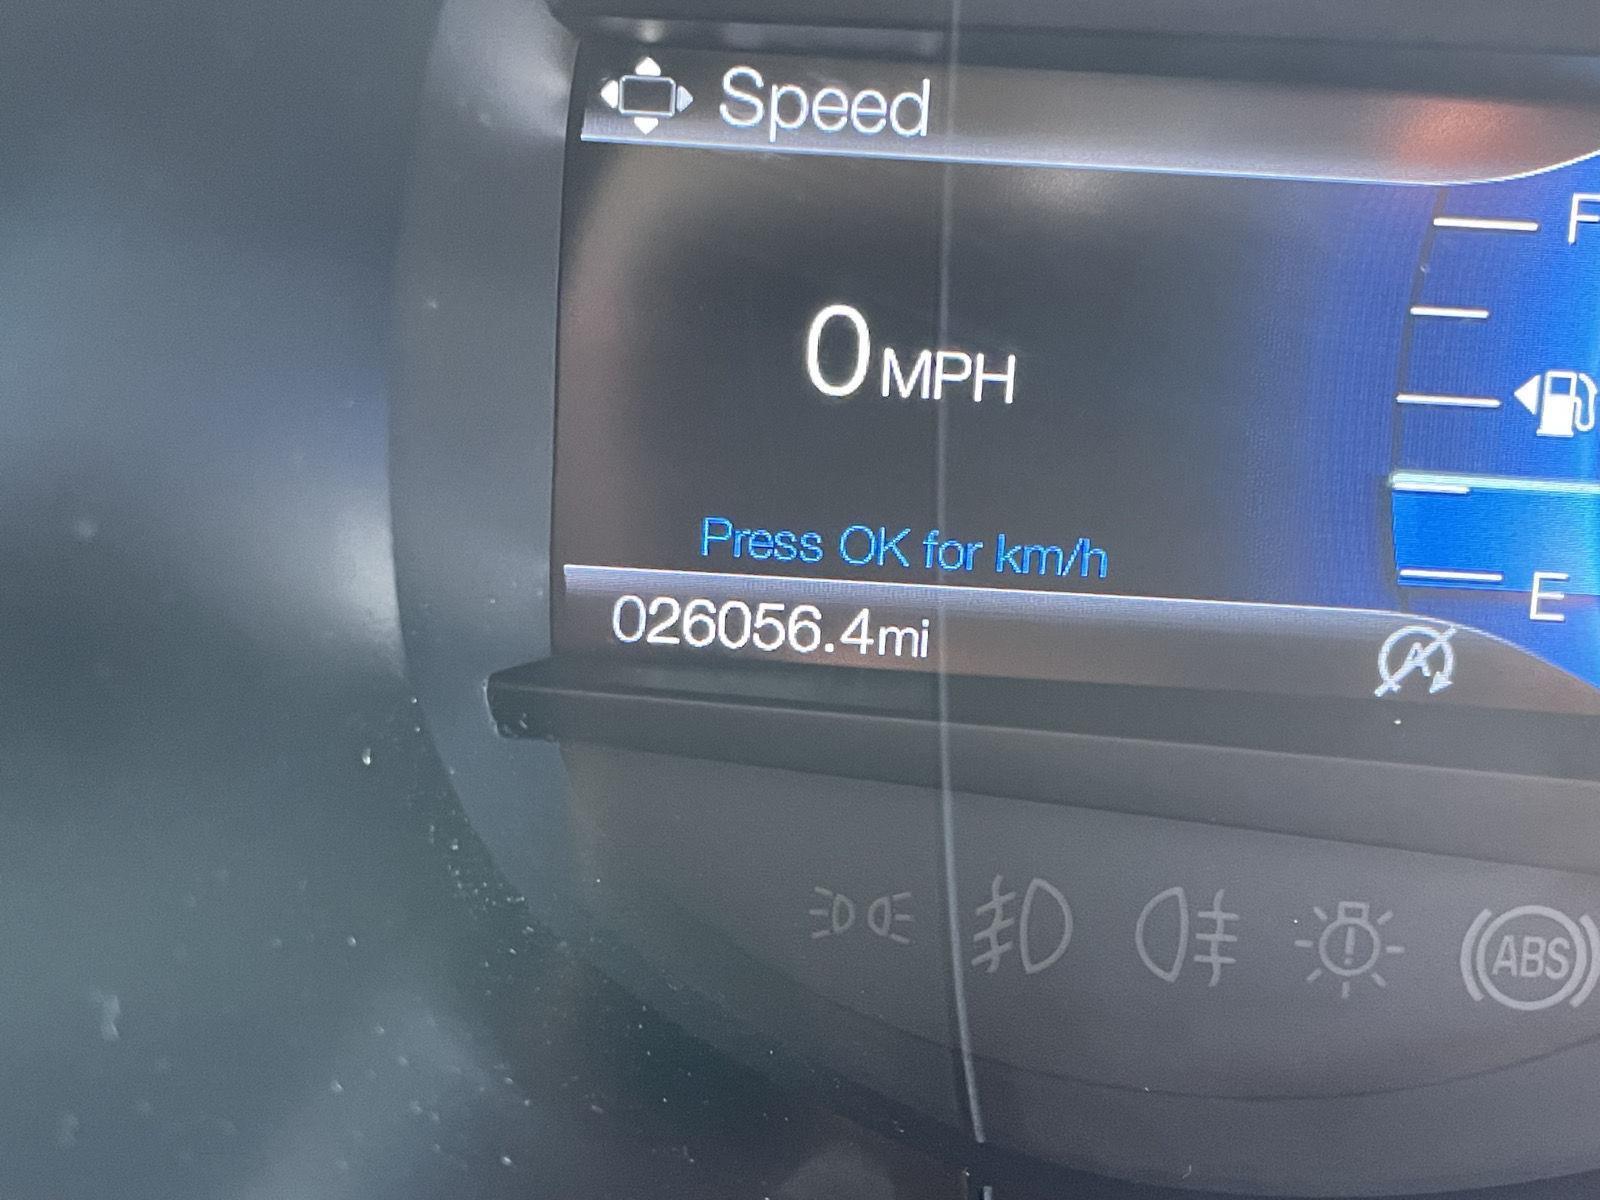 Speed
F
0 MPH
Press OK for km/h
E
026056.4mi
ABS